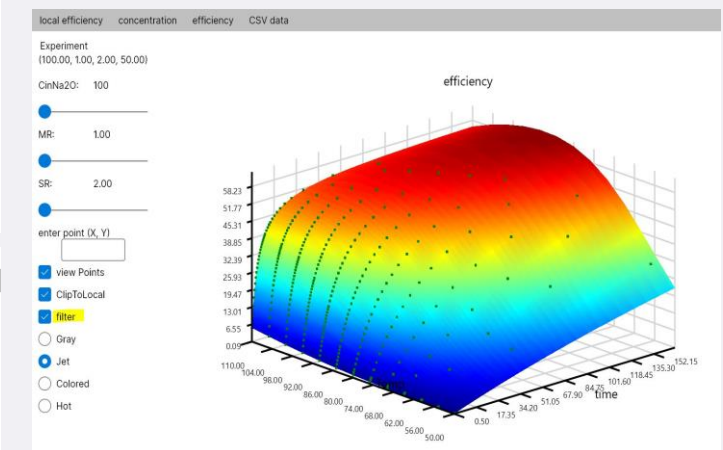 local efficiency concentration efficiency CSV data
Experiment
(100.00, 1.00, 2.00, 50.00)
CinNa2O: 100
MR: 1.00
SR: 2.00
enter point (X, Y)
view Points
ClipToLocal
filter
Gray
Jet
Colored
Hot
efficiency
58.23
51.77
45.31
38.85
32.39
25.93
19.47
13.01
6.55
0.09
110.00
104.00
98.00
92.00
86.00
80.00
74.00
68.00
62.00
56.00
50.00
0.50
17.35
34.20
51.05
67.90
84.75
101.60
118.45
135.30
152.15
time